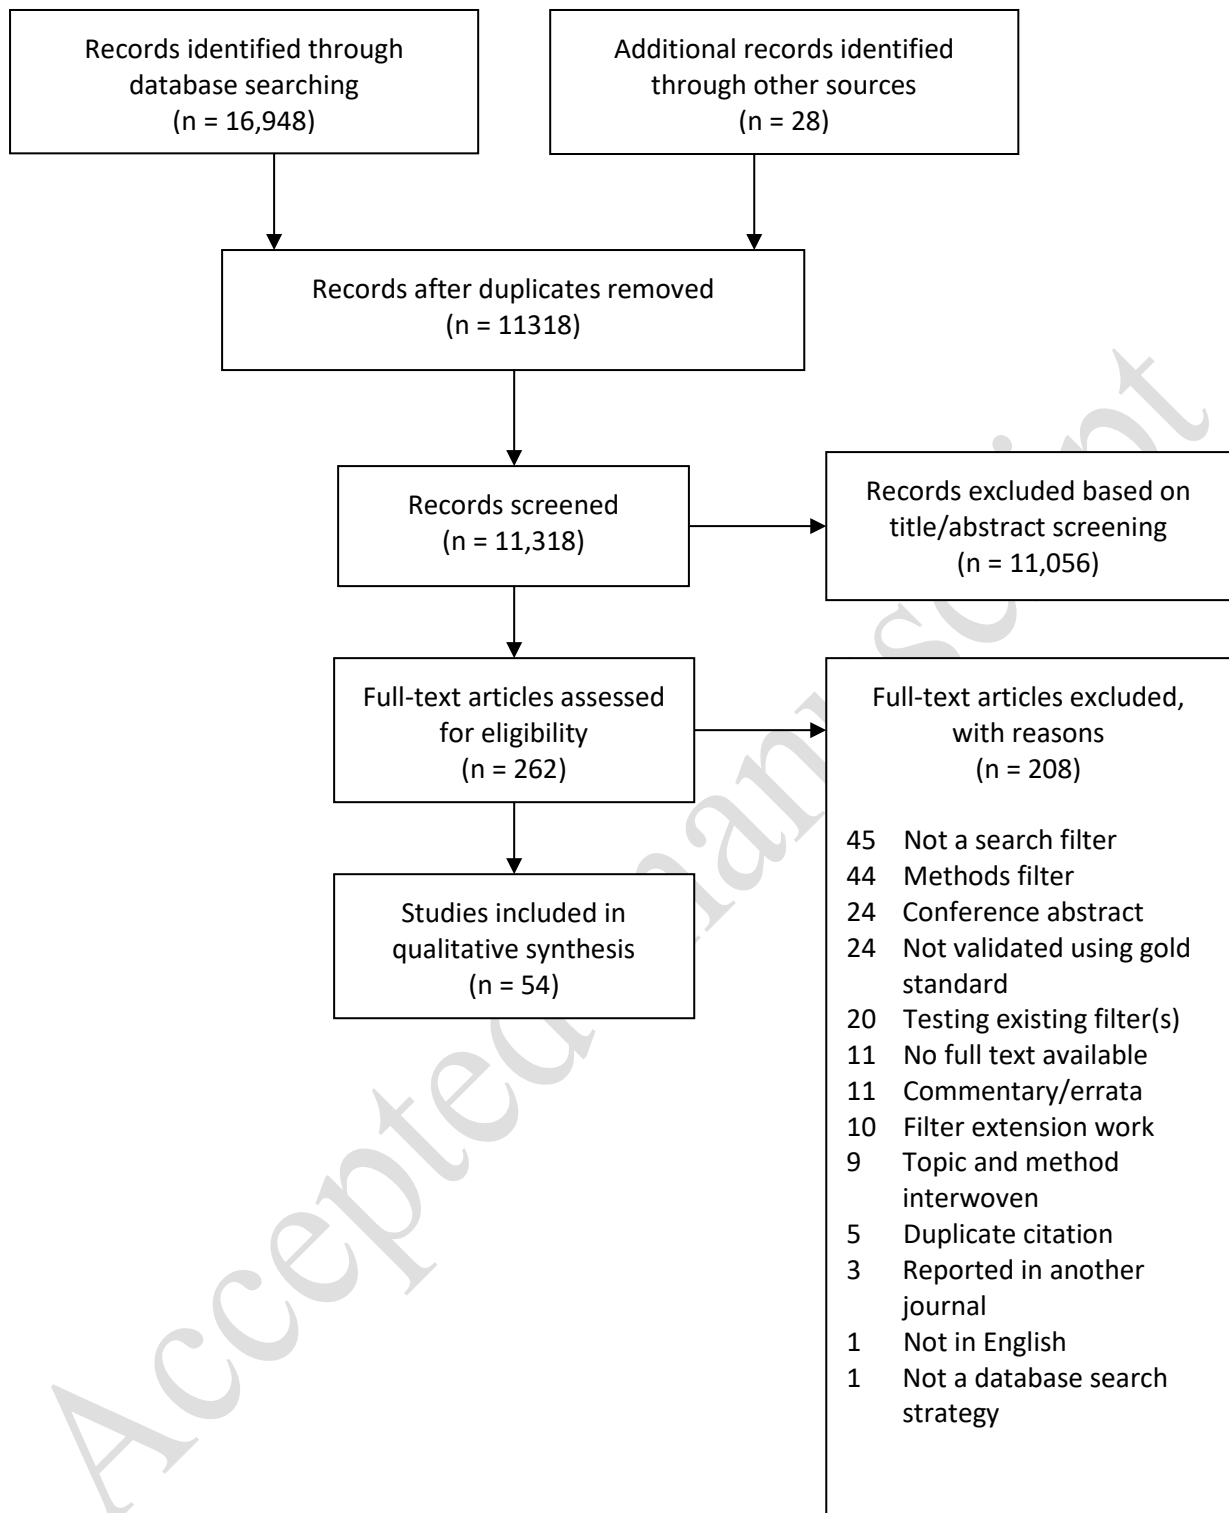 Records identified through
database searching
(n = 16,948)
Additional records identified
through other sources
(n = 28)
Records after duplicates removed
(n = 11318)
Records screened
(n = 11,318)
Records excluded based on
title/abstract screening
(n = 11,056)
Full-text articles assessed
for eligibility
(n = 262)
Full-text articles excluded,
with reasons
(n = 208)
45 Not a search filter
44 Methods filter
24 Conference abstract
24 Not validated using gold
standard
20 Testing existing filter(s)
11 No full text available
11 Commentary/errata
10 Filter extension work
9 Topic and method
interwoven
5 Duplicate citation
3 Reported in another
journal
1 Not in English
1 Not a database search
strategy
Studies included in
qualitative synthesis
(n = 54)
Accepted manuscript